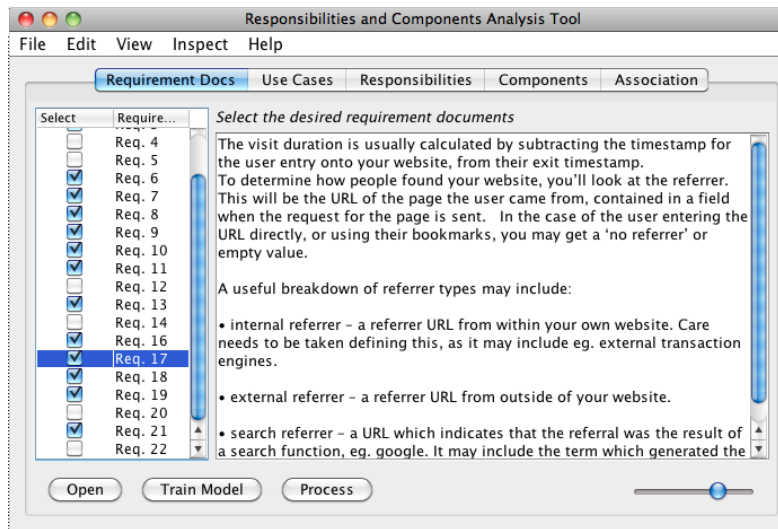 Responsibilities and Components Analysis Tool
File Edit View Inspect Help
Requirement Docs Use Cases Responsibilities Components Association
Select Require... Select the desired requirement documents
Req. 4
Req. 5
Req. 6
Req. 7
Req. 8
Req. 9
Req. 10
Req. 11
Req. 12
Req. 13
Req. 14
Req. 16
Req. 17
Req. 18
Req. 19
Req. 20
Req. 21
Req. 22
The visit duration is usually calculated by subtracting the timestamp for
the user entry onto your website, from their exit timestamp.
To determine how people found your website, you'll look at the referrer.
This will be the URL of the page the user came from, contained in a field
when the request for the page is sent. In the case of the user entering the
URL directly, or using their bookmarks, you may get a ‘no referrer’ or
empty value.
A useful breakdown of referrer types may include:
• internal referrer – a referrer URL from within your own website. Care
needs to be taken defining this, as it may include eg. external transaction
engines.
• external referrer – a referrer URL from outside of your website.
• search referrer – a URL which indicates that the referral was the result of
a search function, eg. google. It may include the term which generated the
Open Train Model Process